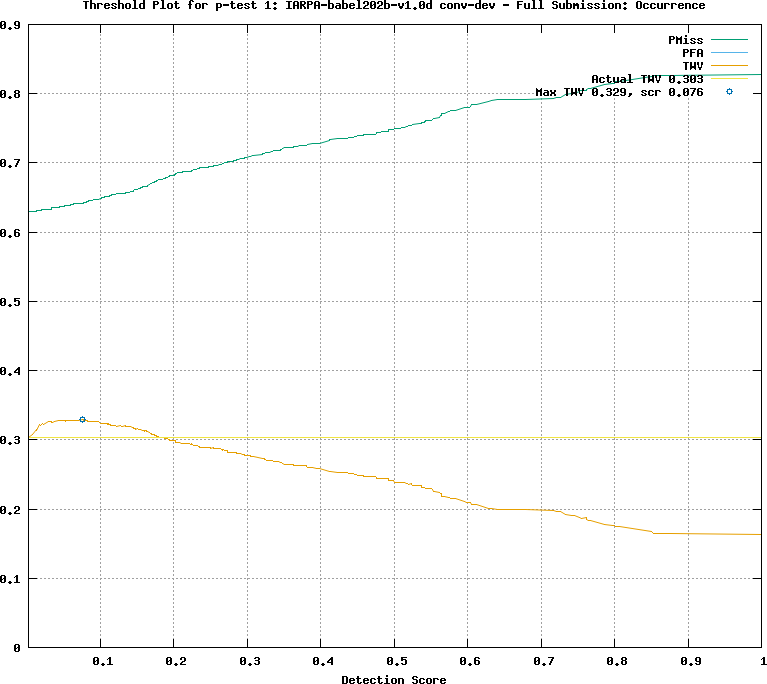 Threshold Plot for p-test 1: IARPA-babel202b-v1.0d conv-dev - Full Submission: Occurrence
0.9
PMiss
PFA
TWV
Actual TWV 0.303
Max TWV 0.329, scr 0.076
0.8
0.7
0.6
0.5
0.4
0.3
0.2
0.1
0
0.1 0.2 0.3 0.4 0.5 0.6 0.7 0.8 0.9 1
Detection Score